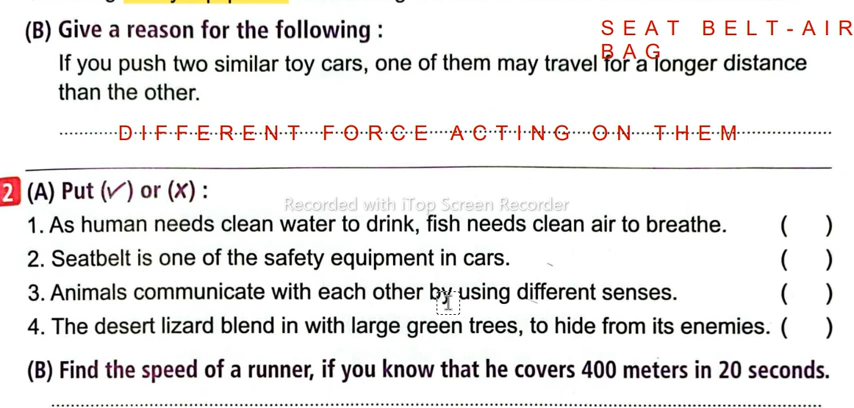 (B) Give a reason for the following :
SEAT BELT-AIR
BAG
If you push two similar toy cars, one of them may travel for a longer distance
than the other.
DIFFERENT FORCE ACTING ON THEM
2 (A) Put (✓) or (X) :
Recorded with iTop Screen Recorder
1. As human needs clean water to drink, fish needs clean air to breathe. ( )
2. Seatbelt is one of the safety equipment in cars. ( )
3. Animals communicate with each other by using different senses. ( )
4. The desert lizard blend in with large green trees, to hide from its enemies. ( )
(B) Find the speed of a runner, if you know that he covers 400 meters in 20 seconds.